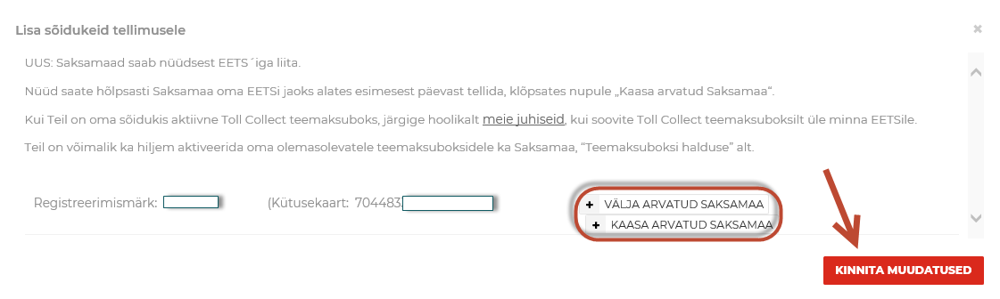 Lisa sõidukeid tellimusele
UUS: Saksamaad saab nüüdsest EETS´iga liita.
Nüüd saate hõlpsasti Saksamaa oma EETSi jaoks alates esimesest päevast tellida, klõpsates nupule „Kaasa arvatud Saksamaa“.
Kui Teil on oma sõidukis aktiivne Toll Collect teemaksuboks, järgige hoolikalt meie juhiseid, kui soovite Toll Collect teemaksuboksilt üle minna EETSile.
Teil on võimalik ka hiljem aktiveerida oma olemasolevatele teemaksuboksidele ka Saksamaa, “Teemaksuboksi halduse” alt.
Registreerimismärk: (Kütusekaart: 704483 + VÄLJA ARVATUD SAKSAMAA
+ KAASA ARVATUD SAKSAMAA
KINNITA MUUDATUSED